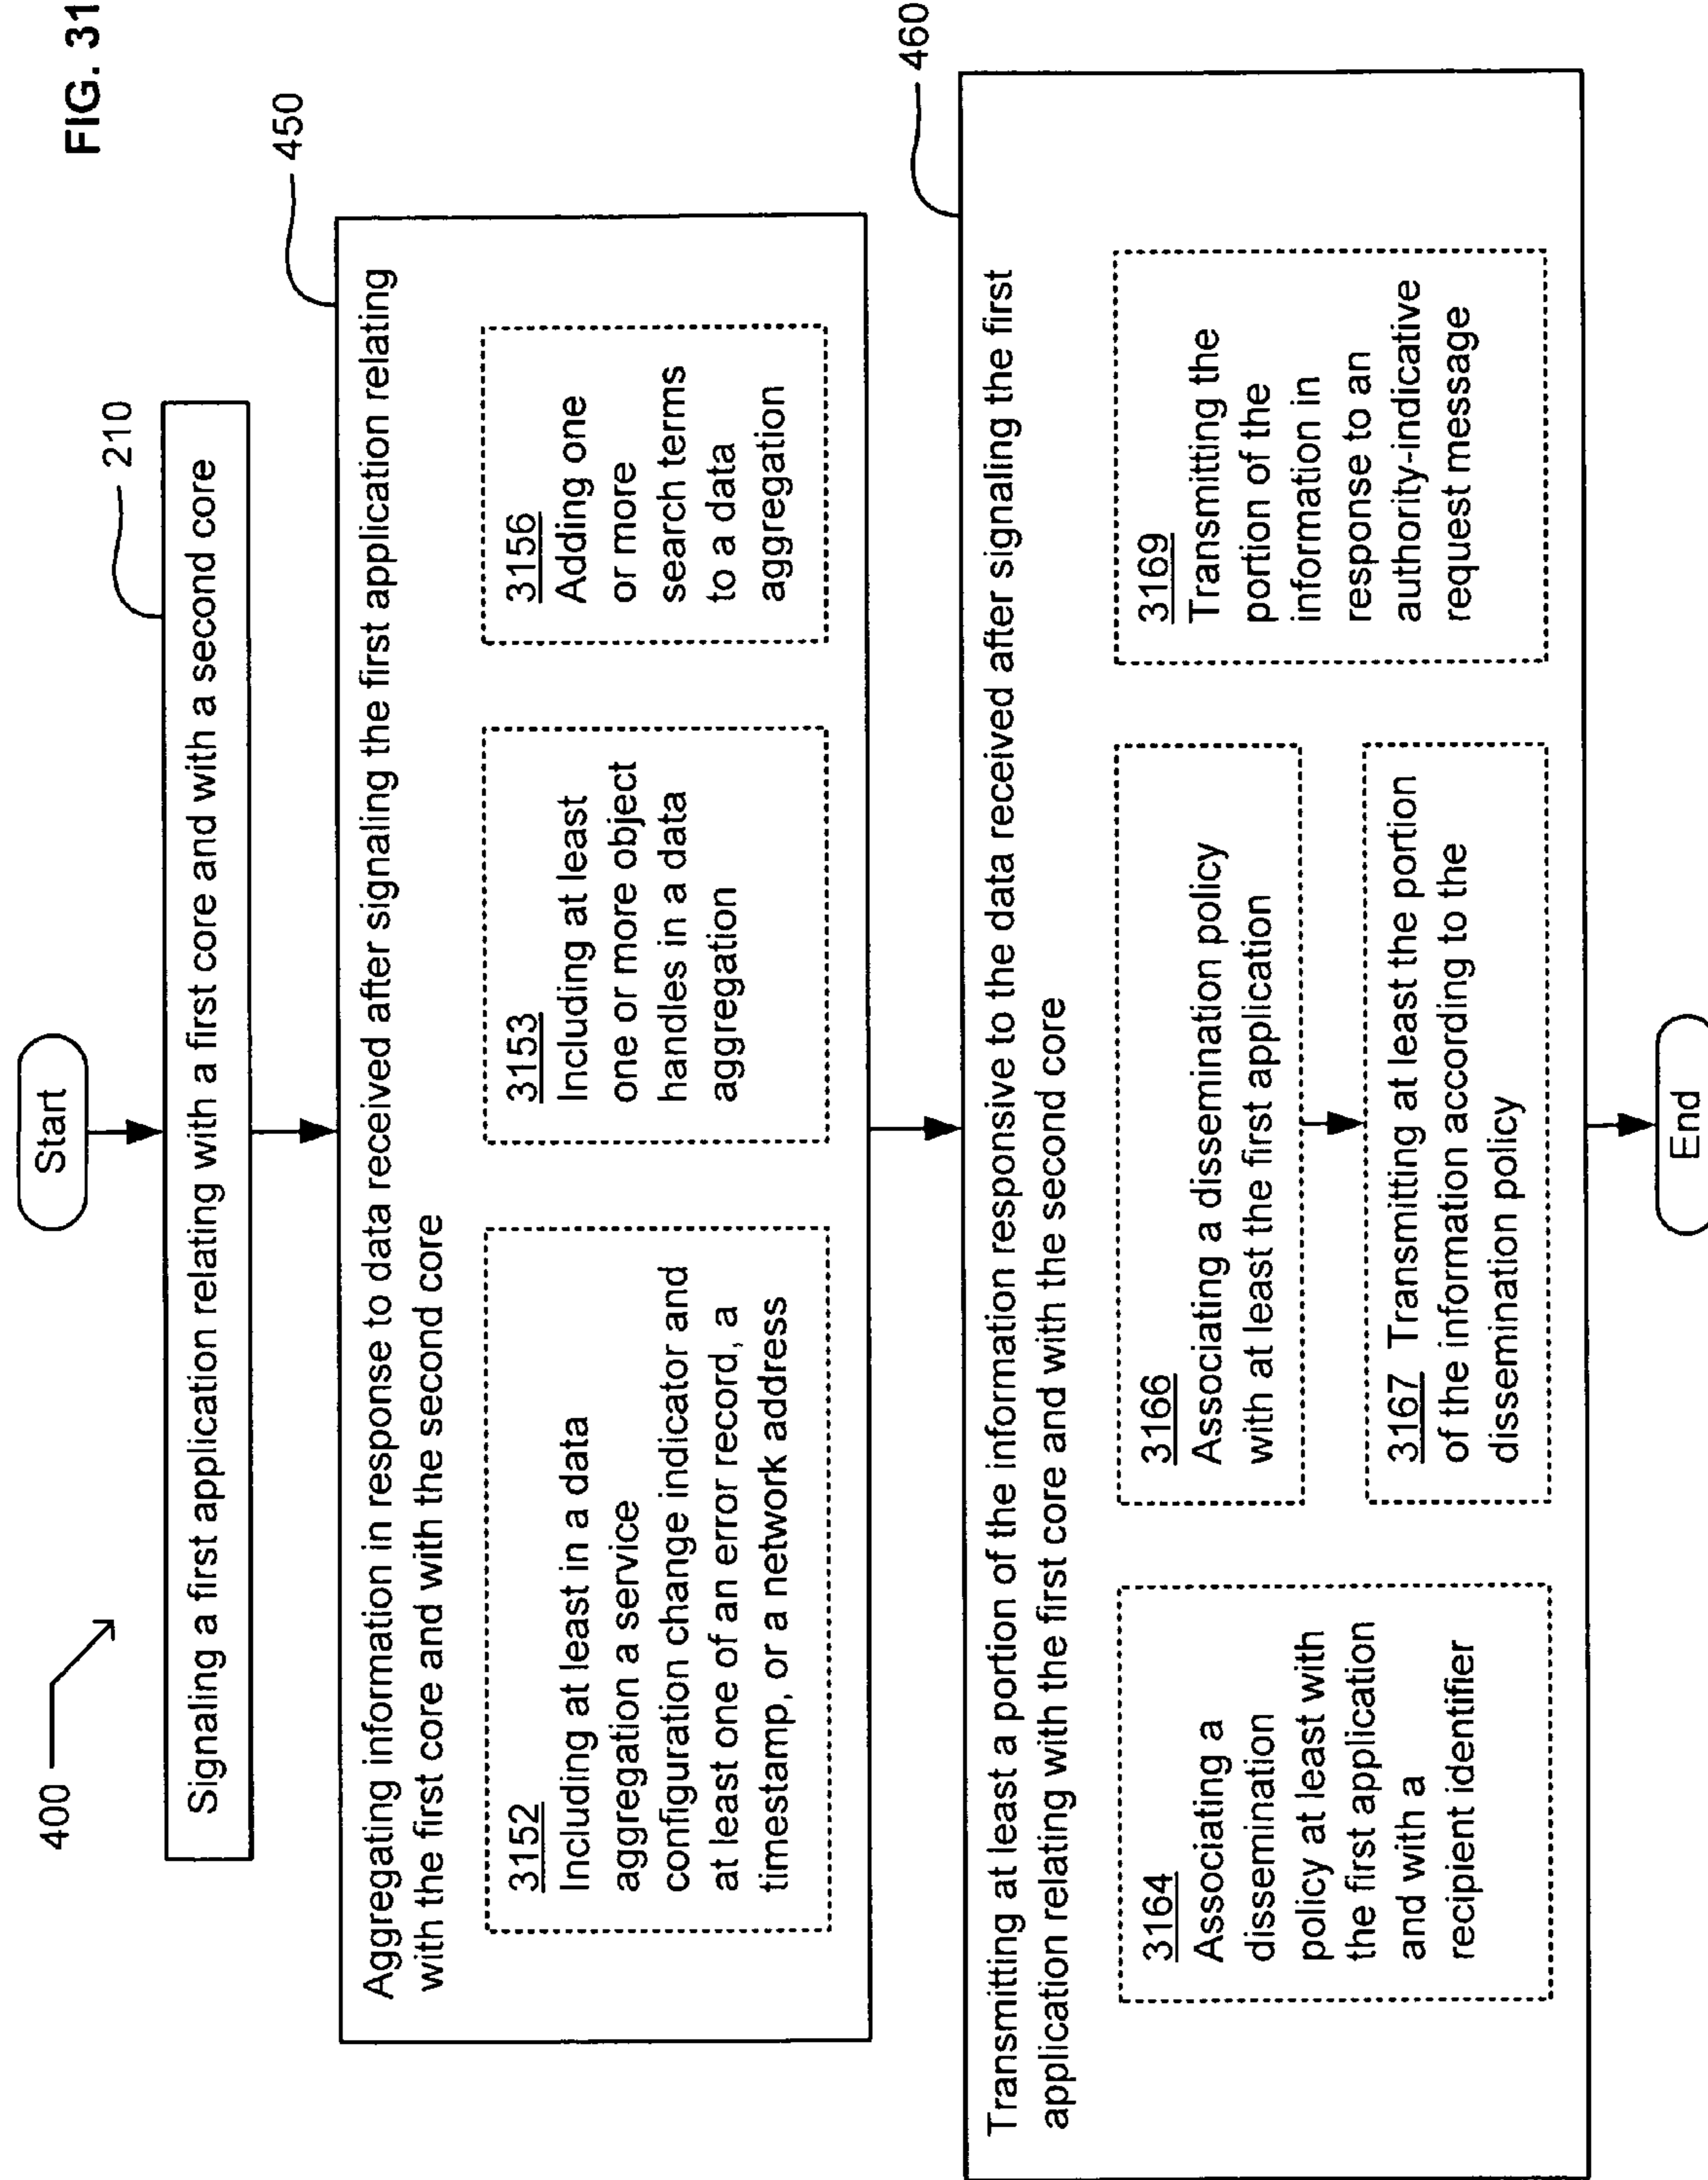 FIG. 31
400
Start
210
Signaling a first application relating with a first core and with a second core
450
Aggregating information in response to data received after signaling the first application relating
with the first core and with the second core
3152
Including at least in a data
aggregation a service
configuration change indicator and
at least one of an error record, a
timestamp, or a network address
3153
Including at least
one or more object
handles in a data
aggregation
3156
Adding one
or more
search terms
to a data
aggregation
460
Transmitting at least a portion of the information responsive to the data received after signaling the first
application relating with the first core and with the second core
3164
Associating a
dissemination
policy at least with
the first application
and with a
recipient identifier
3166
Associating a dissemination policy
with at least the first application
3167 Transmitting at least the portion
of the information according to the
dissemination policy
3169
Transmitting the
portion of the
information in
response to an
authority-indicative
request message
End